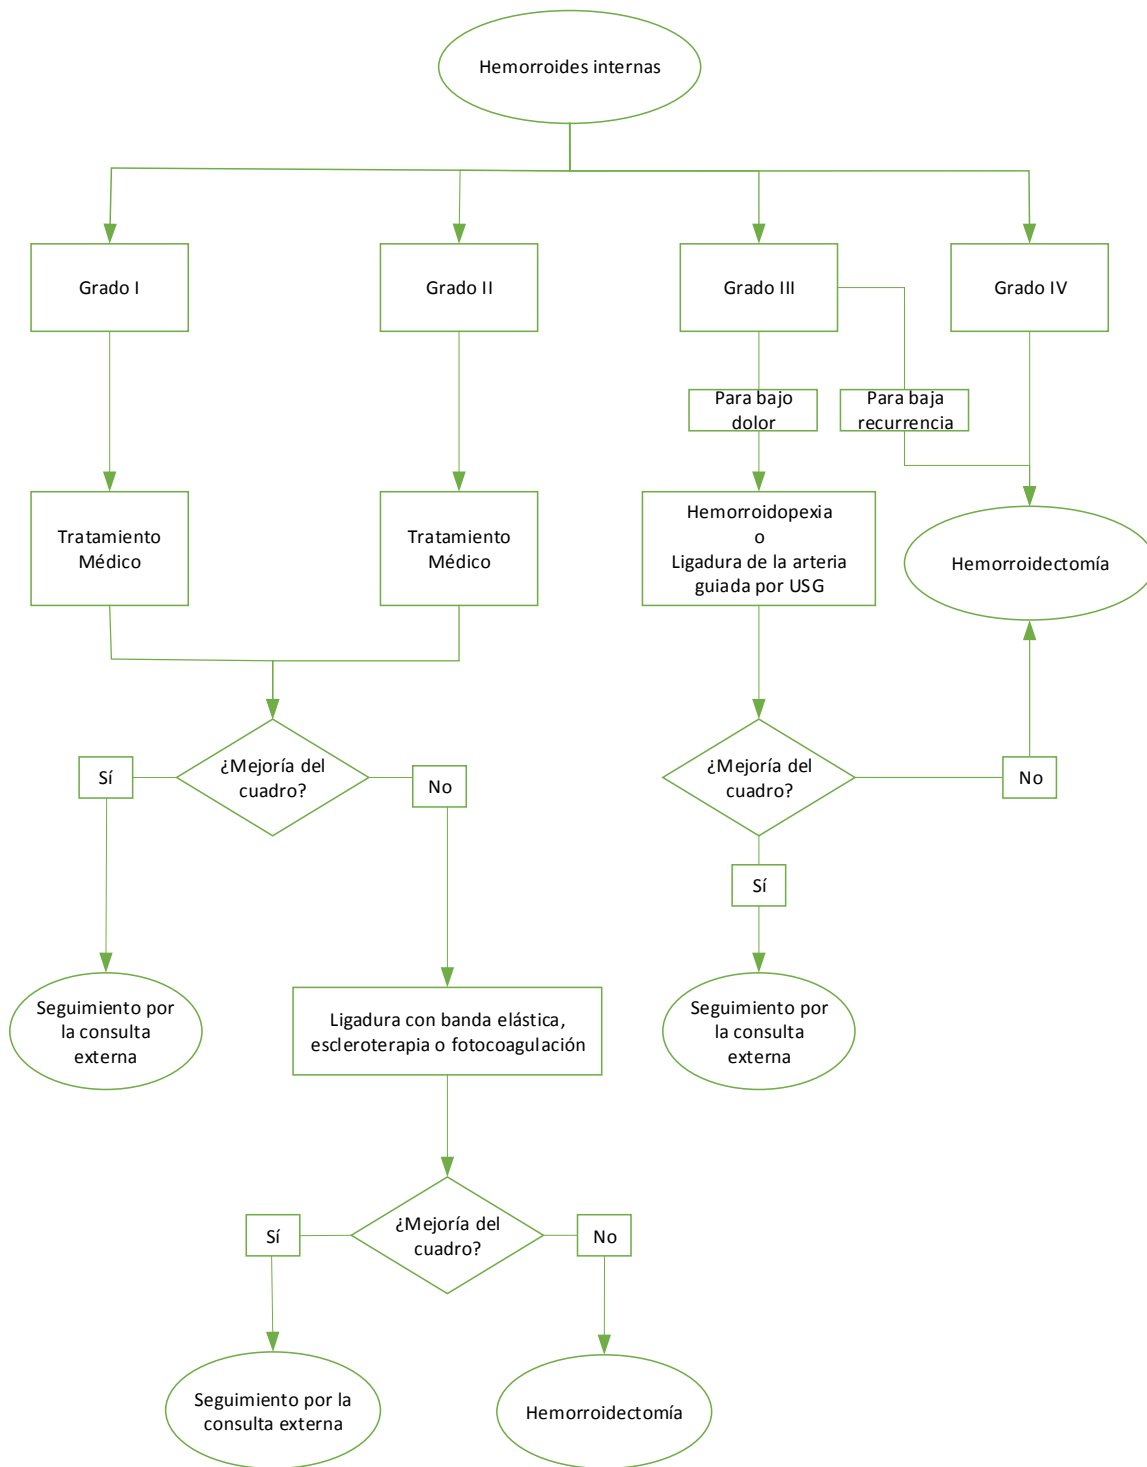 Hemorroides internas
Grado I
Grado II
Grado III
Grado IV
Para bajo
dolor
Para baja
recurrencia
Tratamiento
Médico
Tratamiento
Médico
Hemorroidopexia
o
Ligadura de la arteria
guiada por USG
Hemorroidectomía
¿Mejoría del
cuadro?
Sí
No
¿Mejoría del
cuadro?
No
Sí
Seguimiento por
la consulta
externa
Ligadura con banda elástica,
escleroterapia o fotocoagulación
Seguimiento por
la consulta
externa
¿Mejoría del
cuadro?
Sí
No
Seguimiento por la
consulta externa
Hemorroidectomía